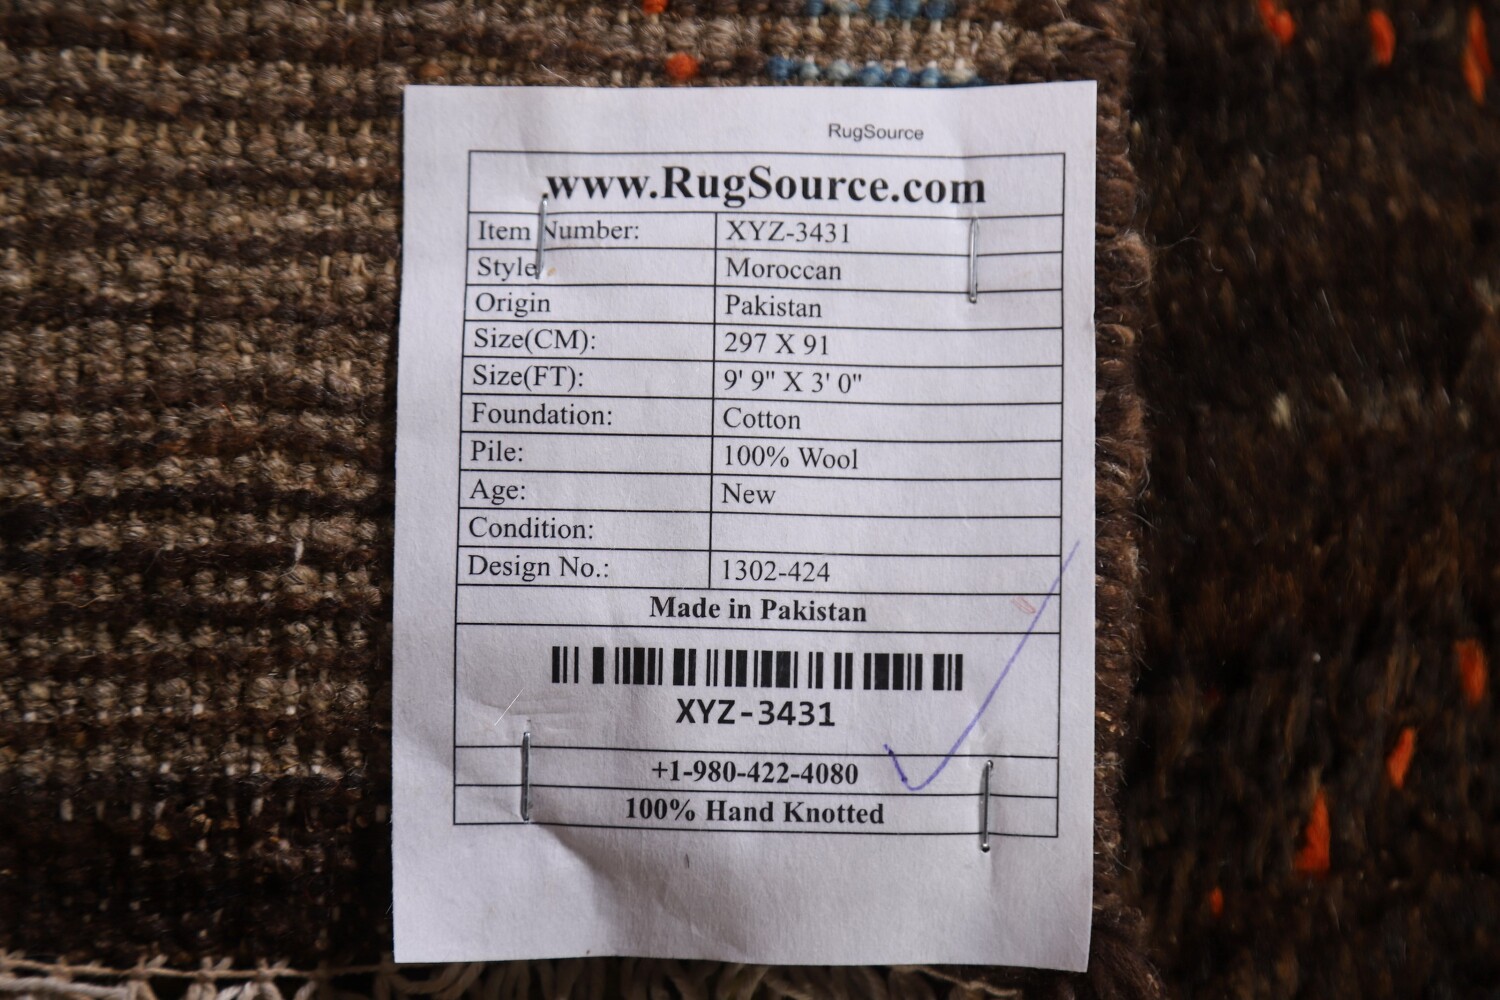 RugSource
www.RugSource.com
Item Number: XYZ-3431
Style Moroccan
Origin Pakistan
Size(CM): 297 X 91
Size(FT): 9' 9" X 3' 0"
Foundation: Cotton
Pile: 100% Wool
Age: New
Condition:
Design No.: 1302-424
Made in Pakistan
XYZ-3431
+1-980-422-4080
100% Hand Knotted